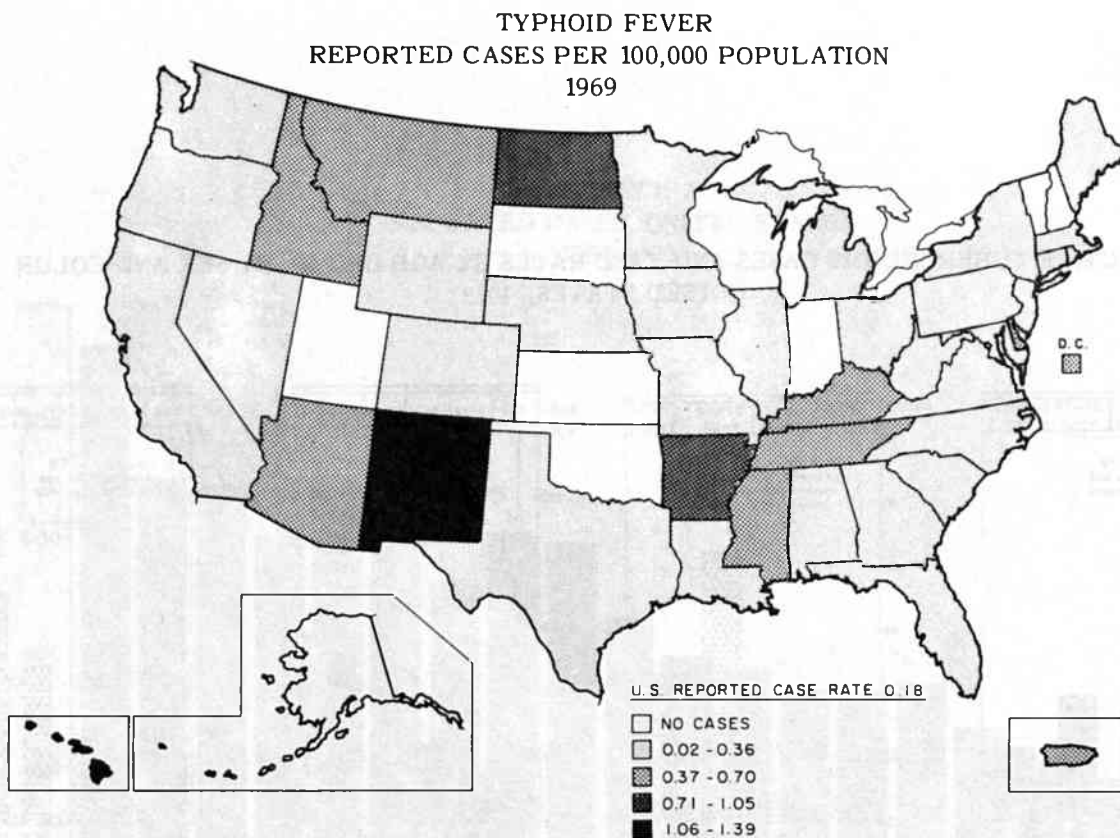 TYPHOID FEVER
REPORTED CASES PER 100,000 POPULATION
1969
D.C.
U.S. REPORTED CASE RATE 0.18
NO CASES
0.02 - 0.36
0.37 - 0.70
0.71 - 1.05
1.06 - 1.39